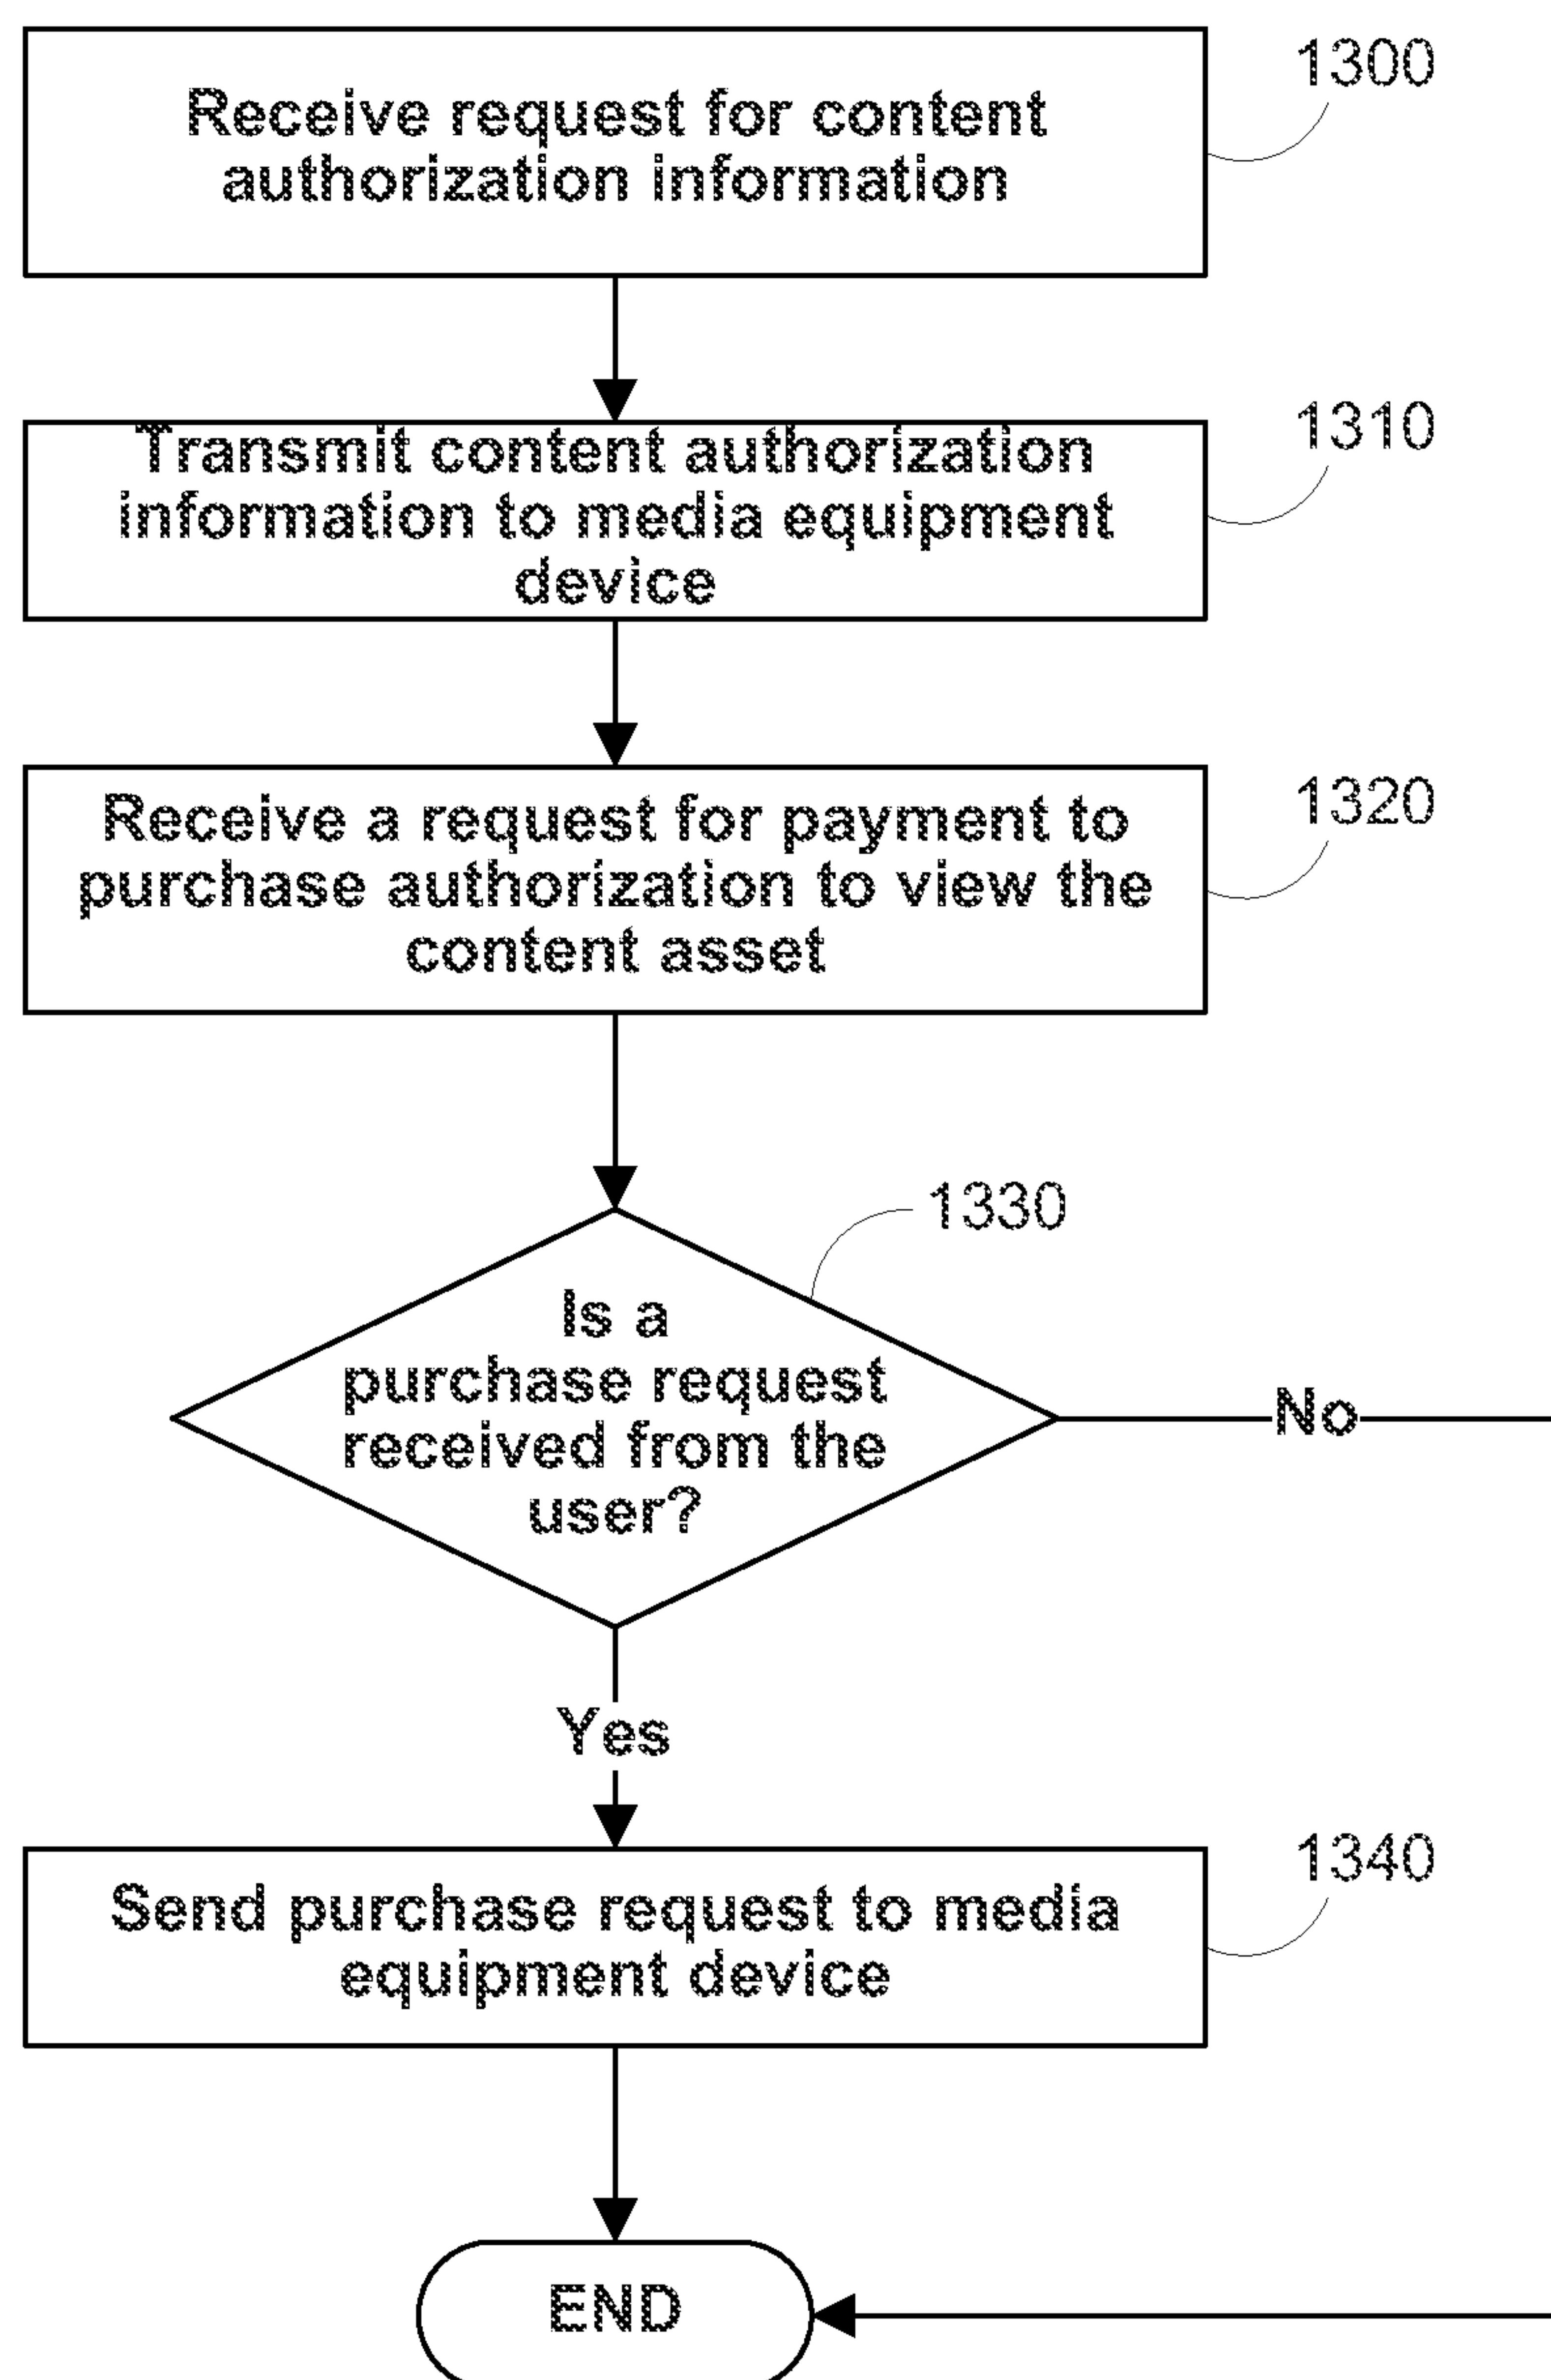 1300
Receive request for content
authorization information
1310
Transmit content authorization
information to media equipment
device
1320
Receive a request for payment to
purchase authorization to view the
content asset
1330
Is a
purchase request
received from the
user?
No
Yes
1340
Send purchase request to media
equipment device
END